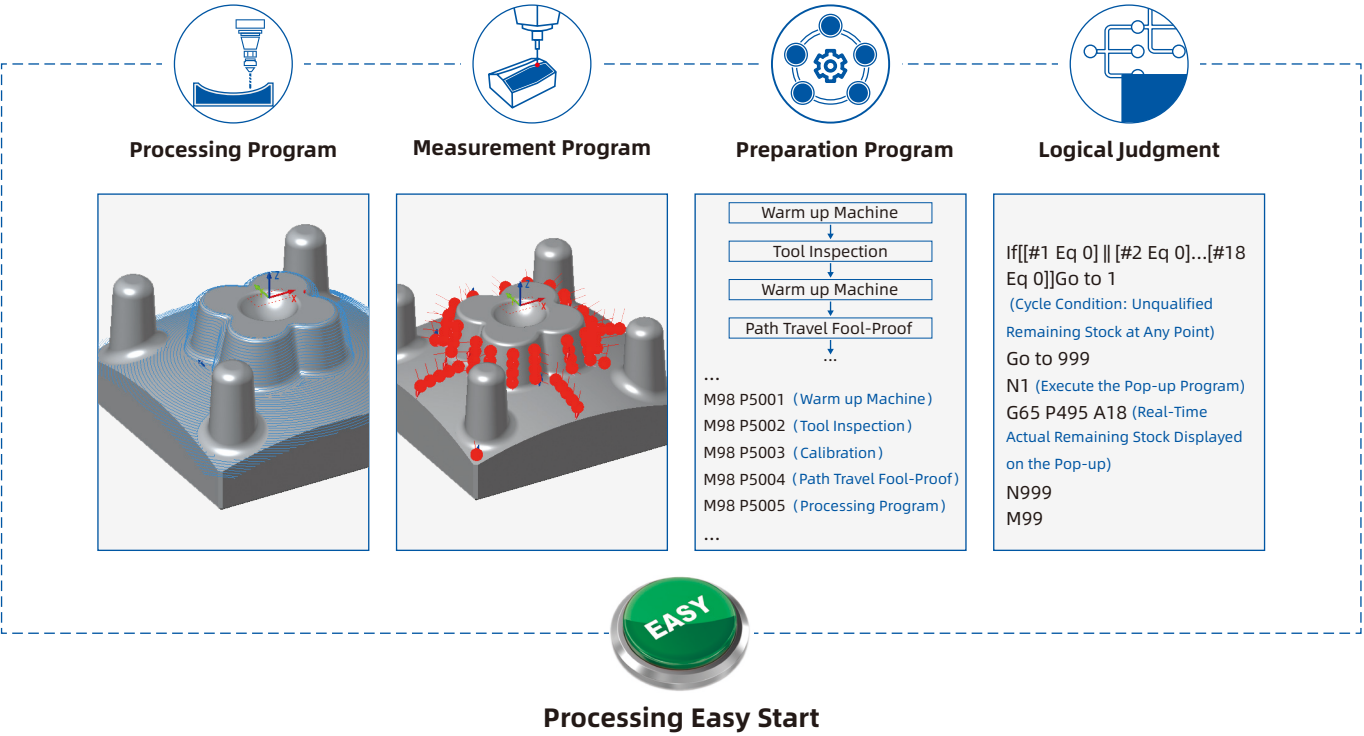 Processing Program
Measurement Program
Preparation Program
Logical Judgment
Z
X
Z
X
Warm up Machine
Tool Inspection
Warm up Machine
Path Travel Fool-Proof
...
...
M98 P5001 (Warm up Machine)
M98 P5002 (Tool Inspection)
M98 P5003 (Calibration)
M98 P5004 (Path Travel Fool-Proof)
M98 P5005 (Processing Program)
...
If[[#1 Eq 0] || [#2 Eq 0]...[#18
Eq 0]]Go to 1
(Cycle Condition: Unqualified
Remaining Stock at Any Point)
Go to 999
N1 (Execute the Pop-up Program)
G65 P495 A18 (Real-Time
Actual Remaining Stock Displayed
on the Pop-up)
N999
M99
EASY
Processing Easy Start